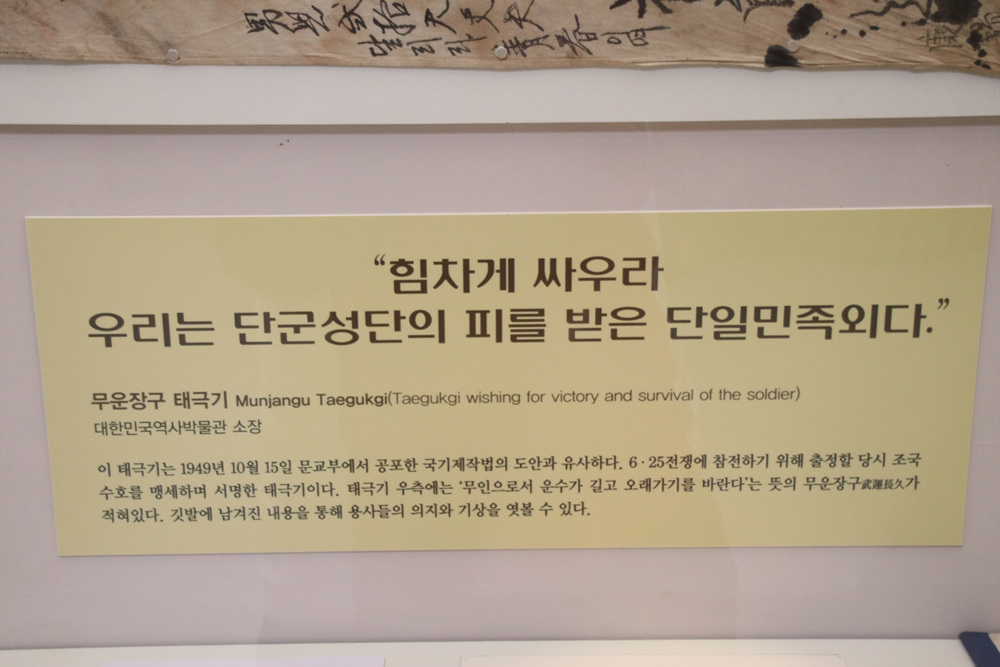 “힘차게 싸우라
우리는 단군성단의 피를 받은 단일민족외다.”
무운장구 태극기 Munjangu Taegukgi(Taegukgi wishing for victory and survival of the soldier)
대한민국역사박물관 소장
이 태극기는 1949년 10월 15일 문교부에서 공포한 국기제작법의 도안과 유사하다. 6·25전쟁에 참전하기 위해 출정할 당시 조국
수호를 맹세하며 서명한 태극기이다. 태극기 우측에는 ‘무인으로서 운수가 길고 오래가기를 바란다’는 뜻의 무운장구武運長久가
적혀있다. 깃발에 남겨진 내용을 통해 용사들의 의지와 기상을 엿볼 수 있다.